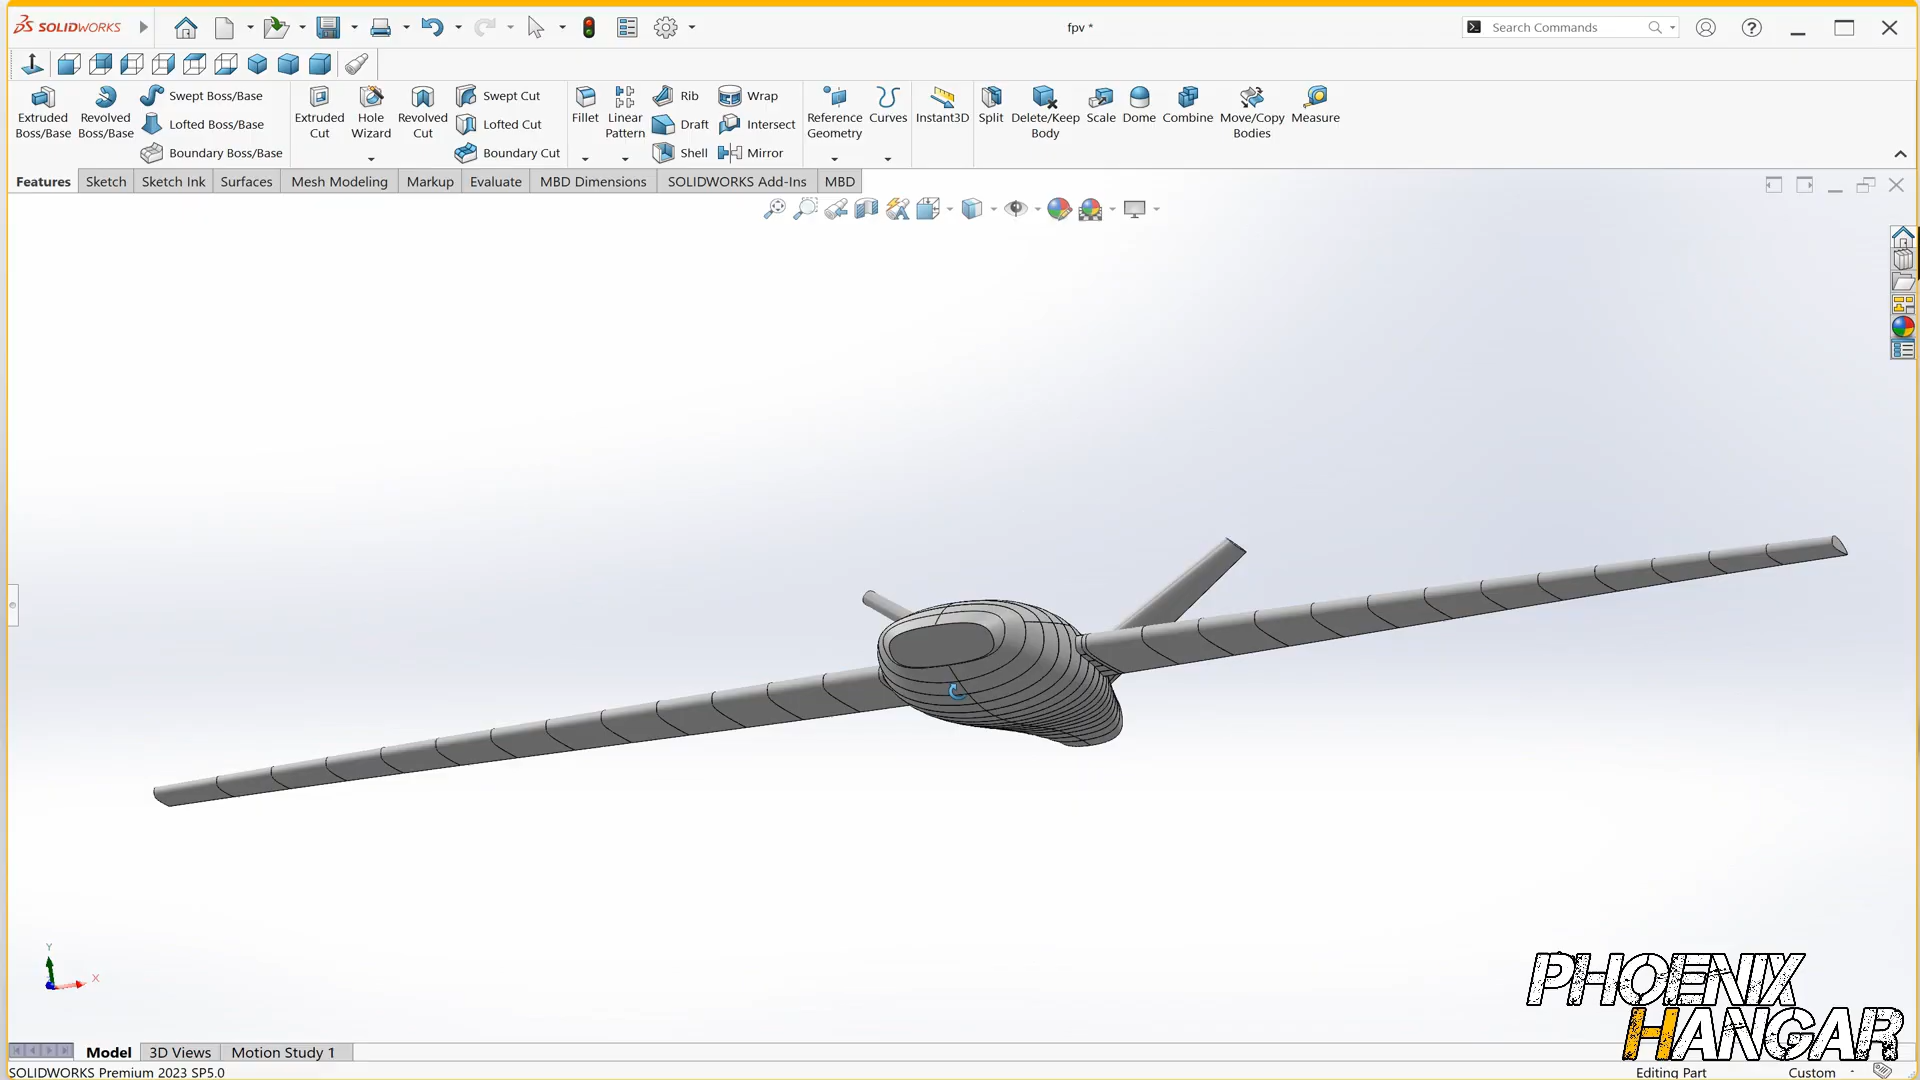 SOLIDWORKS
fpv *
Search Commands
Extruded Boss/Base
Revolved Boss/Base
Swept Boss/Base
Lofted Boss/Base
Boundary Boss/Base
Extruded Cut
Hole Wizard
Revolved Cut
Swept Cut
Lofted Cut
Boundary Cut
Fillet
Linear Pattern
Rib
Draft
Shell
Wrap
Intersect
Mirror
Reference Geometry
Curves
Instant3D
Split
Delete/Keep Body
Scale
Dome
Combine
Move/Copy Bodies
Measure
Features
Sketch
Sketch Ink
Surfaces
Mesh Modeling
Markup
Evaluate
MBD Dimensions
SOLIDWORKS Add-Ins
MBD
Y
X
PHOENIX
HANGAR
Model
3D Views
Motion Study 1
SOLIDWORKS Premium 2023 SP5.0
Editing Part
Custom